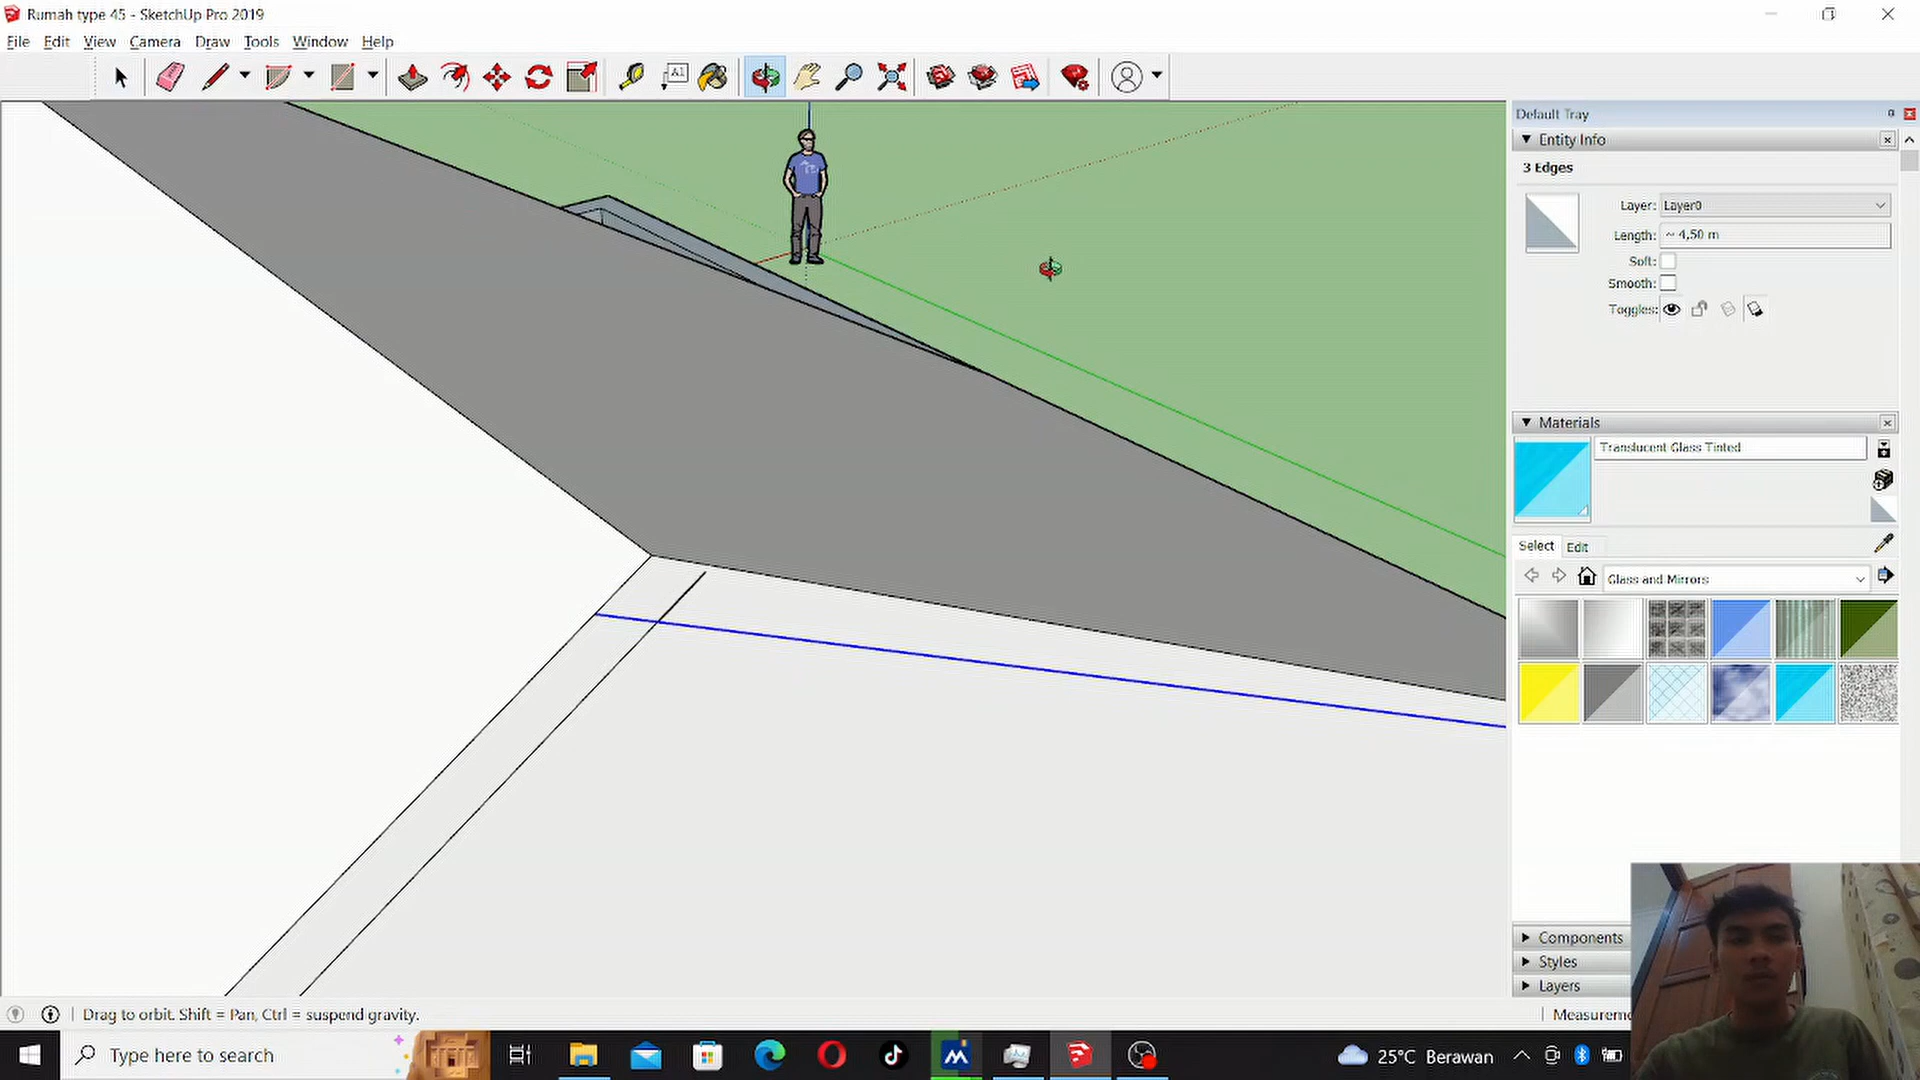 Rumah type 45 - SketchUp Pro 2019
File Edit View Camera Draw Tools Window Help
A1
Default Tray
Entity Info
3 Edges
Layer: Layer0
Length: ~ 4,50 m
Soft:
Smooth:
Toggles:
Materials
Translucent Glass Tinted
Select Edit
Glass and Mirrors
Components
Styles
Layers
Drag to orbit. Shift = Pan, Ctrl = suspend gravity.
Measureme
Type here to search
25°C Berawan